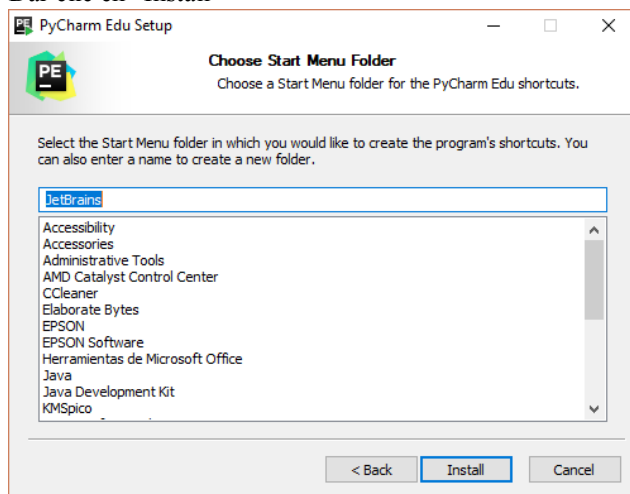 PyCharm Edu Setup
PE
Choose Start Menu Folder
Choose a Start Menu folder for the PyCharm Edu shortcuts.
Select the Start Menu folder in which you would like to create the program's shortcuts. You
can also enter a name to create a new folder.
JetBrains
Accessibility
Accessories
Administrative Tools
AMD Catalyst Control Center
CCleaner
Elaborate Bytes
EPSON
EPSON Software
Herramientas de Microsoft Office
Java
Java Development Kit
KMSpico
< Back Install Cancel